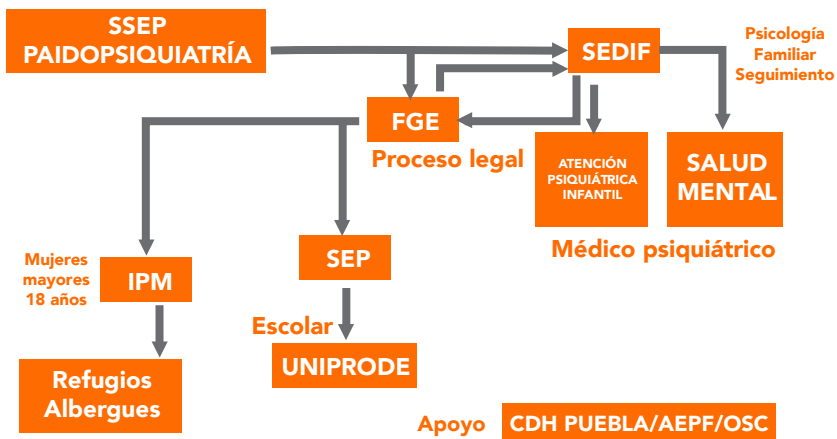 SSEP
PAIDOPSIQUIATRÍA
SEDIF
Psicología
Familiar
Seguimiento
FGE
Proceso legal
ATENCIÓN
PSIQUIÁTRICA
INFANTIL
SALUD
MENTAL
Médico psiquiátrico
Mujeres
mayores
18 años
IPM
SEP
Escolar
UNIPRODE
Refugios
Albergues
Apoyo
CDH PUEBLA/AEPF/OSC